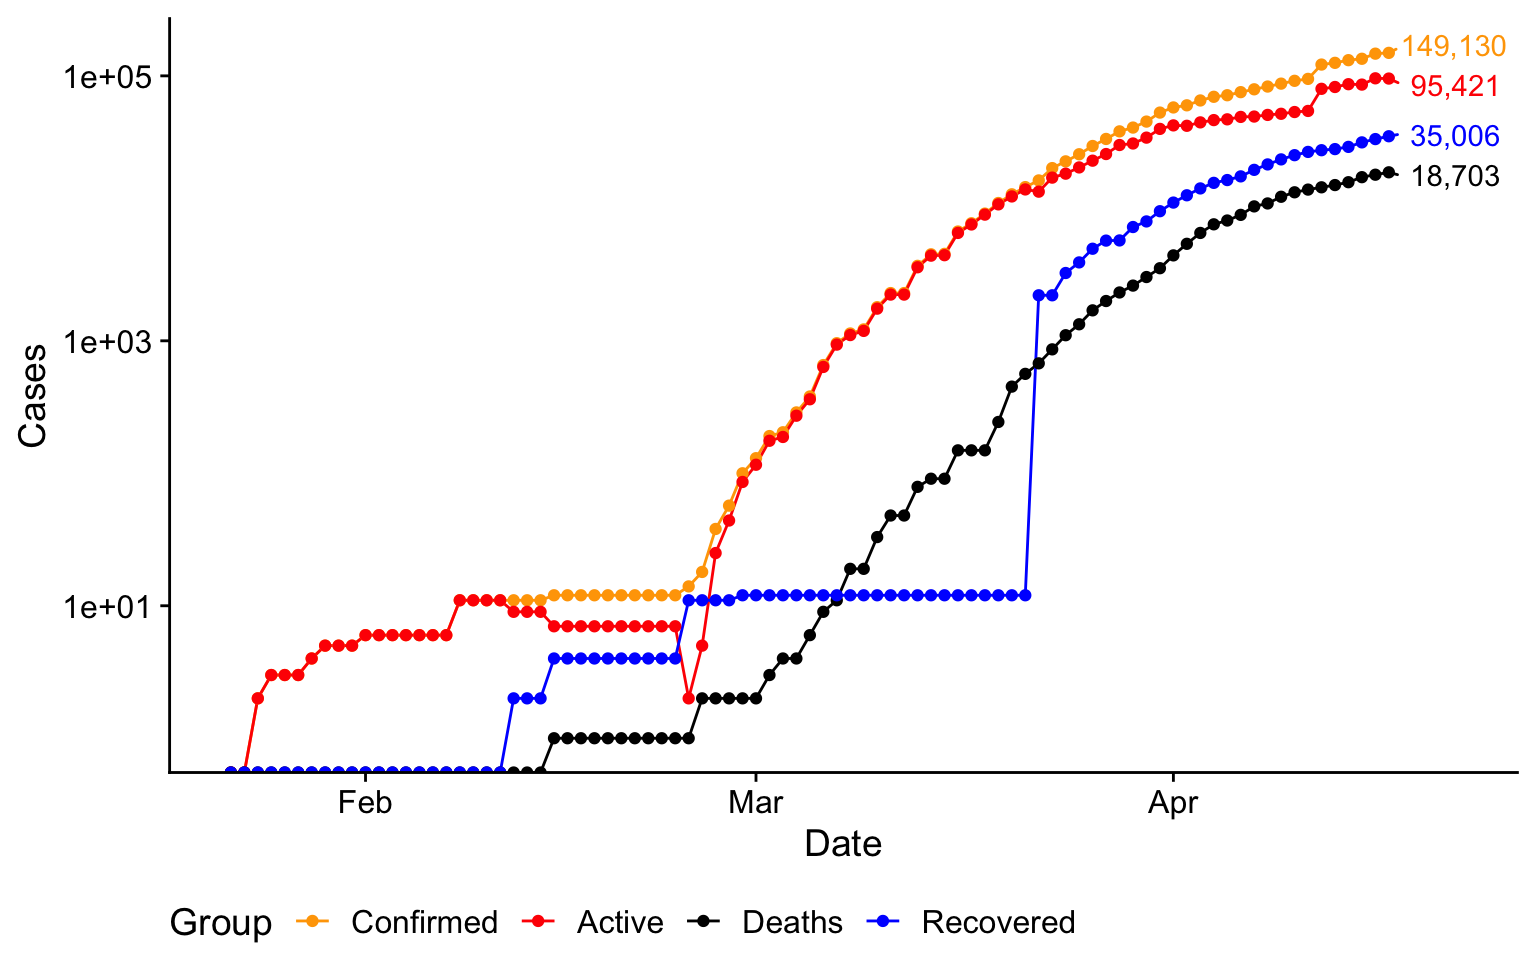 149,130
1e+05
95,421
35,006
18,703
1e+03
Cases
1e+01
Feb Mar Apr
Date
Group Confirmed Active Deaths Recovered